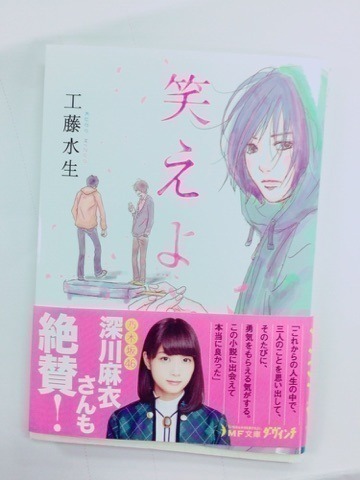 笑えよ
工藤水生
乃木坂46
深川麻衣さんも
絶賛!
「これからの人生の中で、
三人のことを思い出して、
そのたびに、
勇気をもらえる気がする。
この小説に出会えて
本当に良かった」
MF文庫 ダ・ヴィンチ